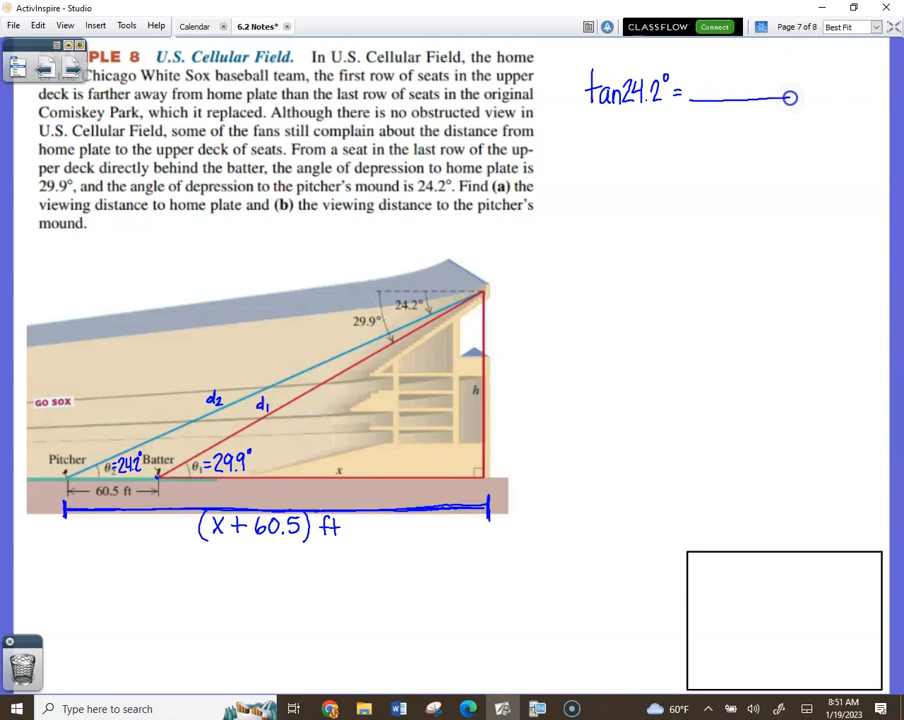 ActivInspire - Studio
File Edit View Insert Tools Help
Calendar
6.2 Notes*
CLASSFLOW Connect
Page 7 of 8
Best Fit
PLE 8 U.S. Cellular Field. In U.S. Cellular Field, the home
Chicago White Sox baseball team, the first row of seats in the upper
deck is farther away from home plate than the last row of seats in the original
Comiskey Park, which it replaced. Although there is no obstructed view in
U.S. Cellular Field, some of the fans still complain about the distance from
home plate to the upper deck of seats. From a seat in the last row of the up-
per deck directly behind the batter, the angle of depression to home plate is
29.9°, and the angle of depression to the pitcher's mound is 24.2°. Find (a) the
viewing distance to home plate and (b) the viewing distance to the pitcher's
mound.
tan24.2° =
24.2°
29.9°
GO SOX
d2
d1
h
Pitcher
θ2=24.2°
Batter
θ1=29.9°
x
60.5 ft
(x + 60.5) ft
Type here to search
60°F
8:51 AM
1/19/2023